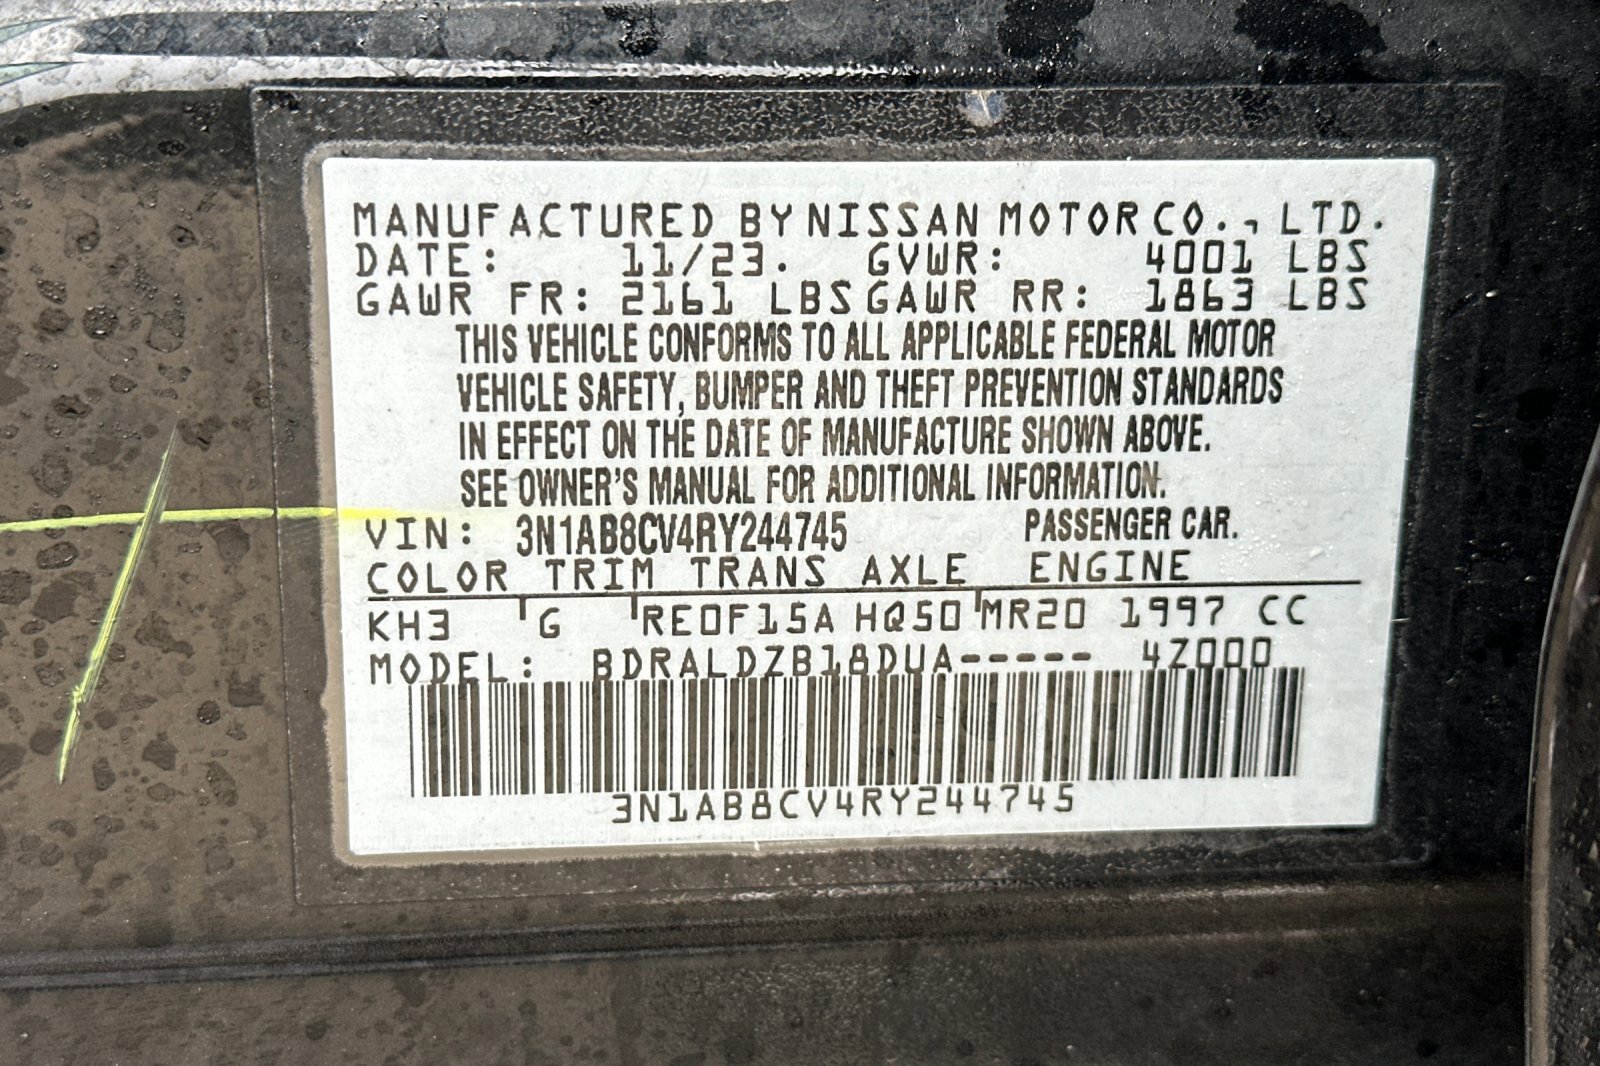 MANUFACTURED BY NISSAN MOTOR CO., LTD.
DATE: 11/23. GVWR: 4001 LBS
GAWR FR: 2161 LBS GAWR RR: 1863 LBS
THIS VEHICLE CONFORMS TO ALL APPLICABLE FEDERAL MOTOR
VEHICLE SAFETY, BUMPER AND THEFT PREVENTION STANDARDS
IN EFFECT ON THE DATE OF MANUFACTURE SHOWN ABOVE.
SEE OWNER'S MANUAL FOR ADDITIONAL INFORMATION.
VIN: 3N1AB8CV4RY244745 PASSENGER CAR.
COLOR TRIM TRANS AXLE ENGINE
KH3 G RE0F15A HQ50 MR20 1997 CC
MODEL: BDRALDZB18DUA----- 4Z000
3N1AB8CV4RY244745